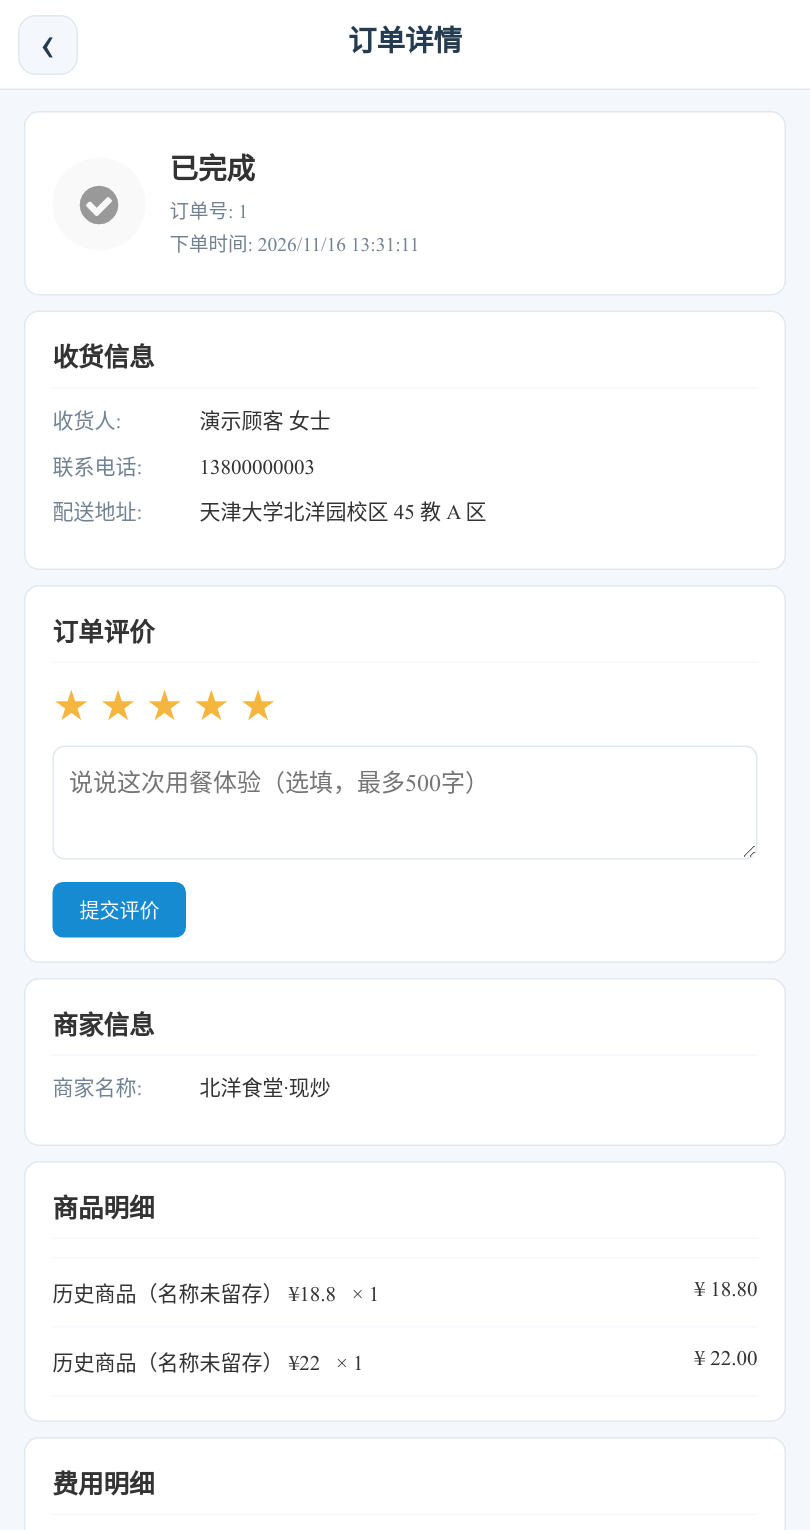 订单详情
已完成
订单号: 1
下单时间: 2026/11/16 13:31:11
收货信息
收货人: 演示顾客 女士
联系电话: 13800000003
配送地址: 天津大学北洋园校区 45 教 A 区
订单评价
★ ★ ★ ★ ★
说说这次用餐体验（选填，最多500字）
提交评价
商家信息
商家名称: 北洋食堂·现炒
商品明细
历史商品（名称未留存） ¥18.8 × 1 ¥ 18.80
历史商品（名称未留存） ¥22 × 1 ¥ 22.00
费用明细